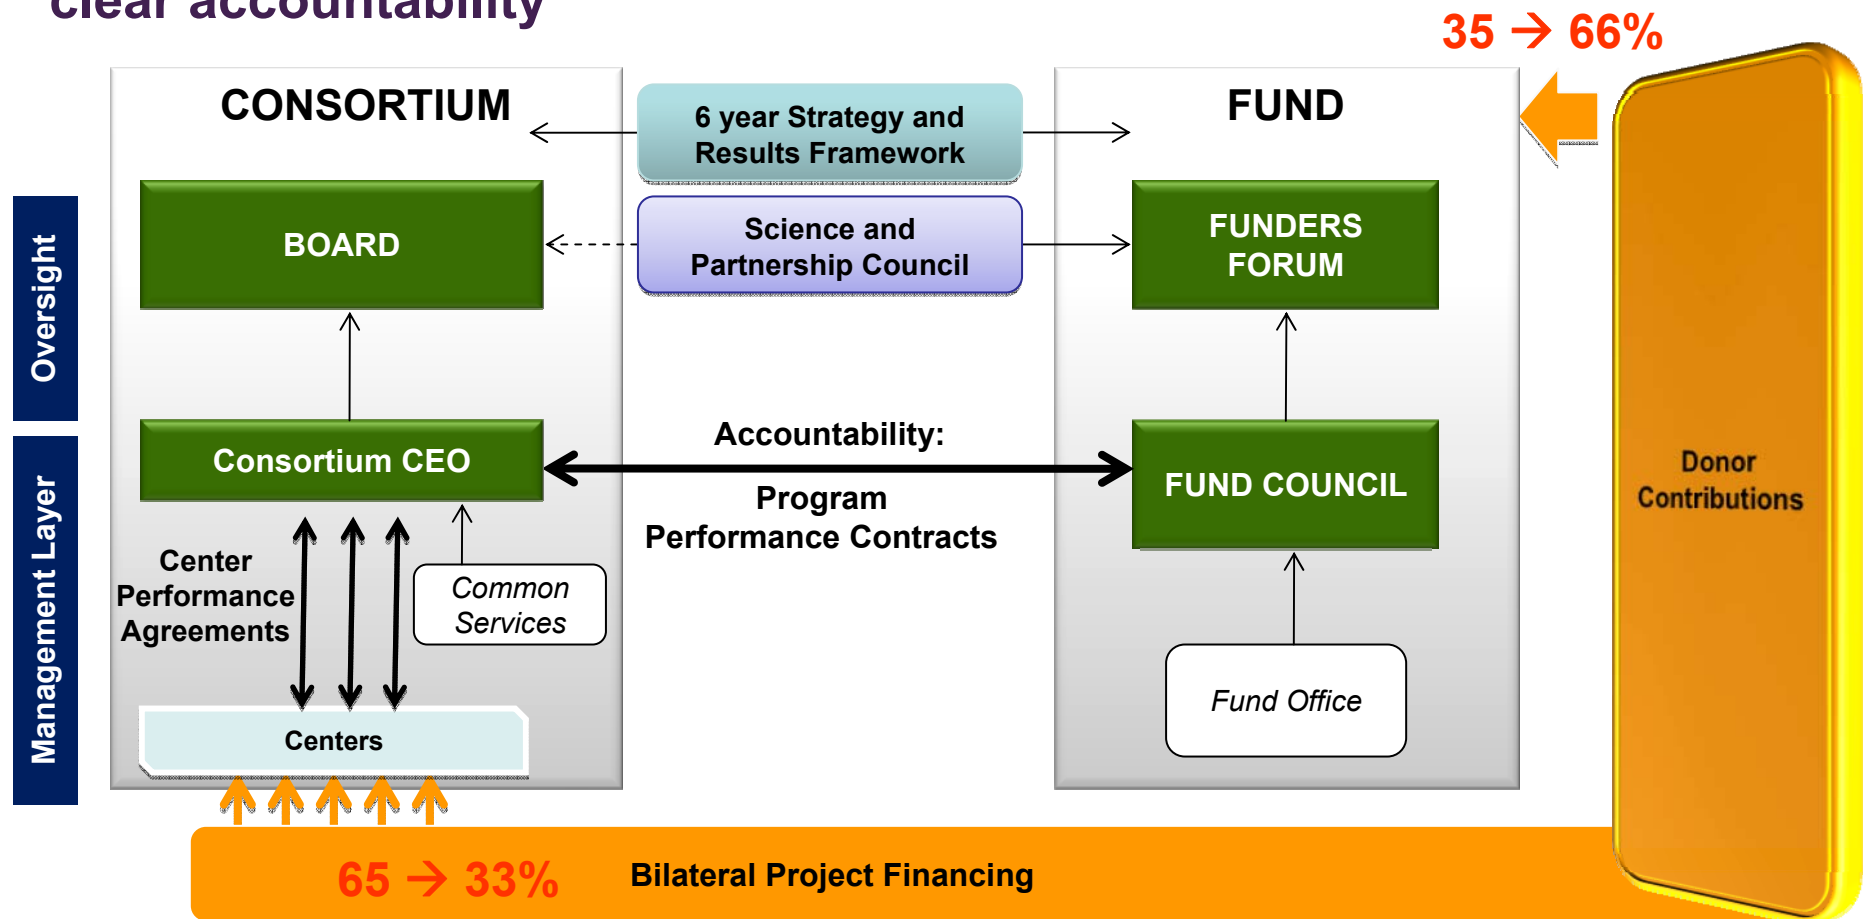 clear accountability
35 → 66%
CONSORTIUM
6 year Strategy and
Results Framework
FUND
Oversight
BOARD
Science and
Partnership Council
FUNDERS
FORUM
Management Layer
Consortium CEO
Accountability:
Program
Performance Contracts
FUND COUNCIL
Donor
Contributions
Center
Performance
Agreements
Common
Services
Fund Office
Centers
65 → 33%
Bilateral Project Financing